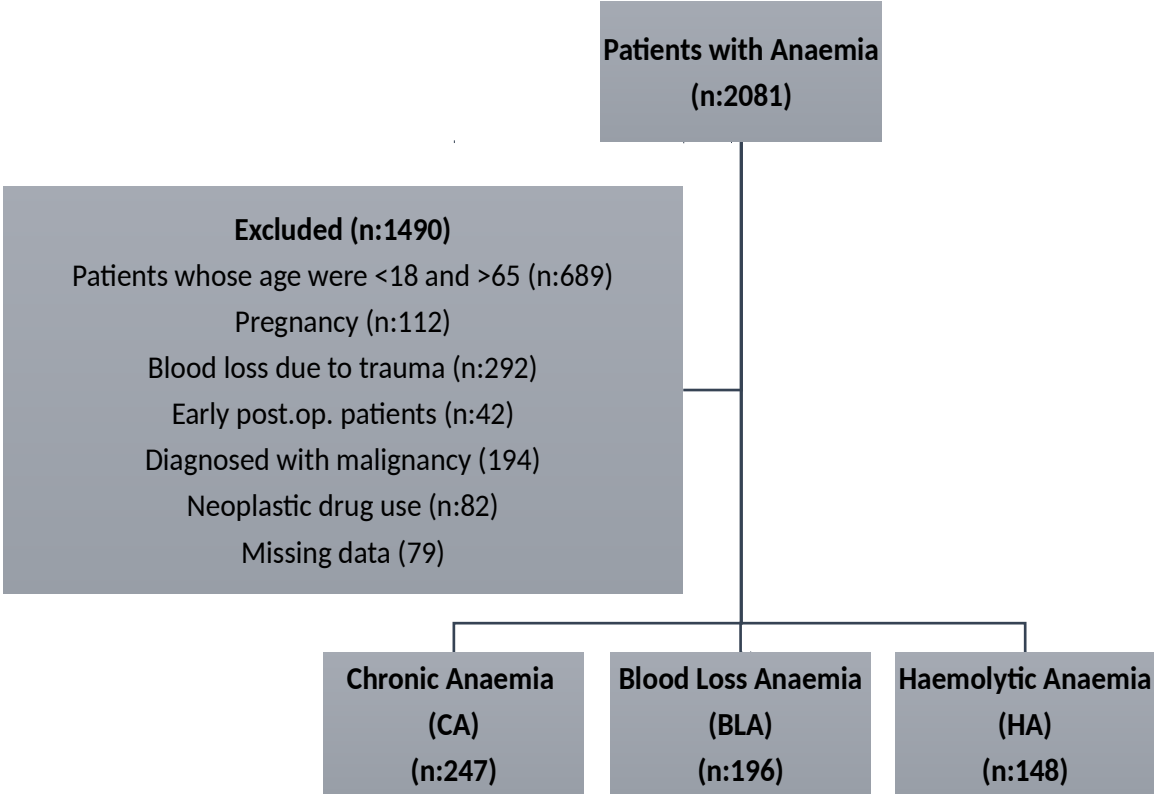 Patients with Anaemia
(n:2081)
Excluded (n:1490)
Patients whose age were <18 and >65 (n:689)
Pregnancy (n:112)
Blood loss due to trauma (n:292)
Early post.op. patients (n:42)
Diagnosed with malignancy (194)
Neoplastic drug use (n:82)
Missing data (79)
Chronic Anaemia
(CA)
(n:247)
Blood Loss Anaemia
(BLA)
(n:196)
Haemolytic Anaemia
(HA)
(n:148)